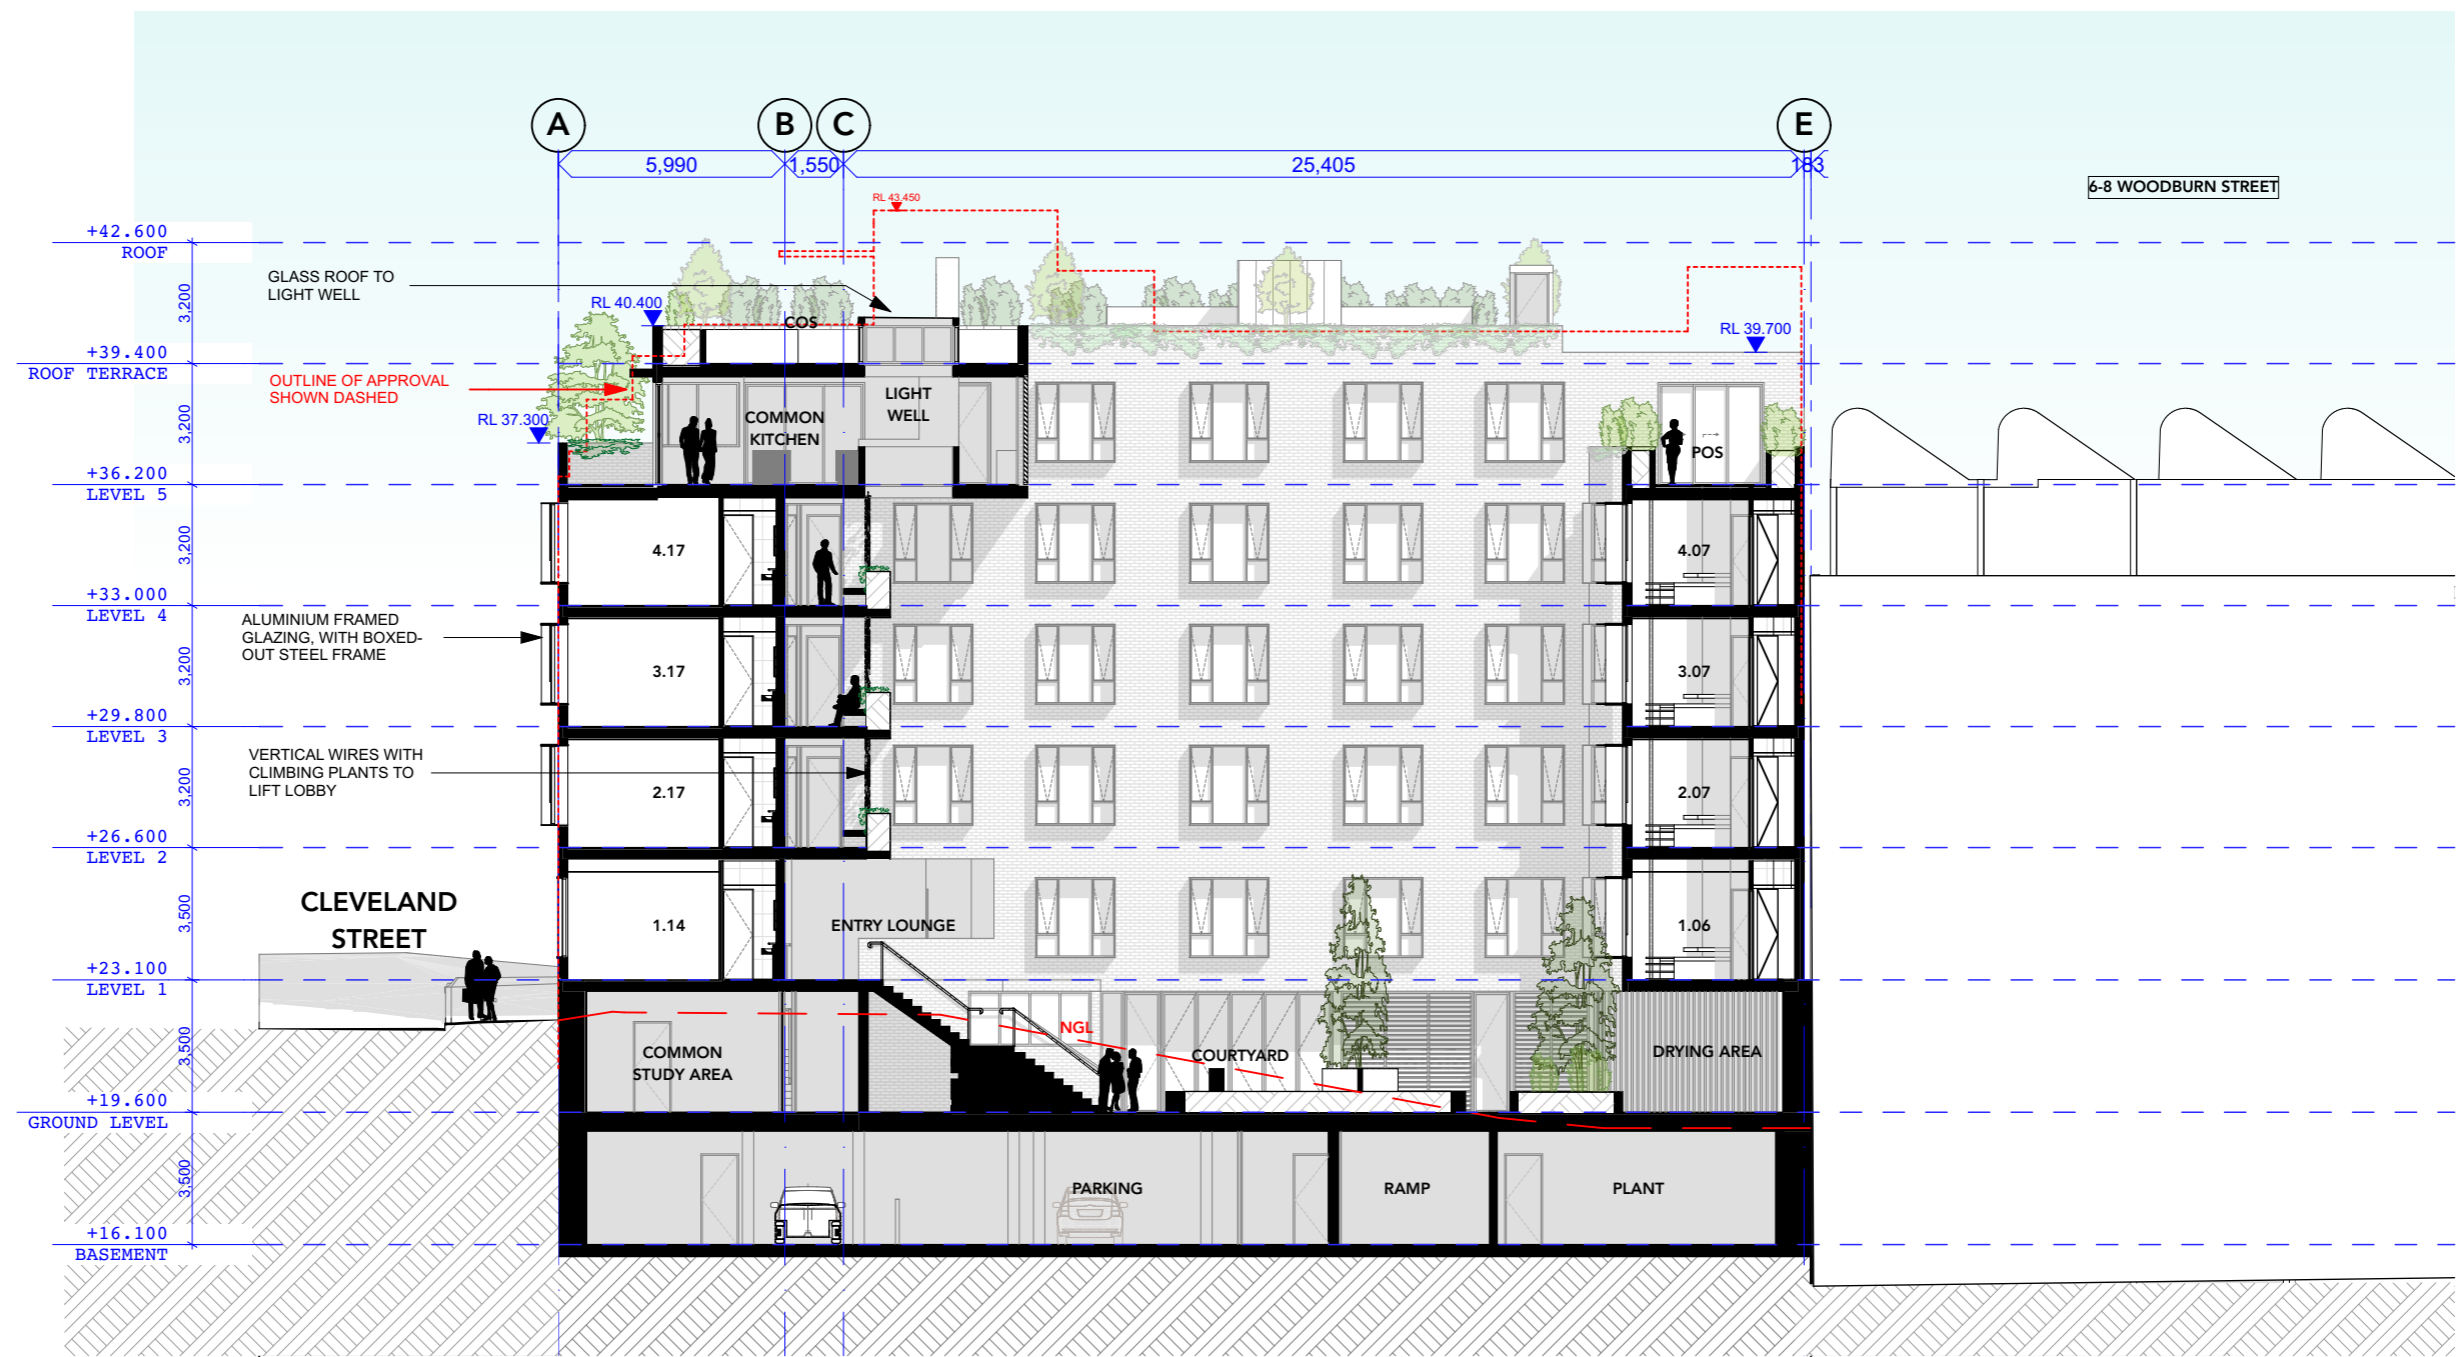 A
B
C
E
5,990
1,550
25,405
183
6-8 WOODBURN STREET
RL 43.450
+42.600
ROOF
GLASS ROOF TO
LIGHT WELL
3,200
RL 40.400
COS
RL 39.700
+39.400
ROOF TERRACE
OUTLINE OF APPROVAL
SHOWN DASHED
LIGHT
WELL
3,200
RL 37.300
COMMON
KITCHEN
POS
+36.200
LEVEL 5
3,200
4.17
4.07
+33.000
LEVEL 4
ALUMINIUM FRAMED
GLAZING, WITH BOXED-
OUT STEEL FRAME
3,200
3.17
3.07
+29.800
LEVEL 3
VERTICAL WIRES WITH
CLIMBING PLANTS TO
LIFT LOBBY
3,200
2.17
2.07
+26.600
LEVEL 2
CLEVELAND
STREET
3,500
1.14
ENTRY LOUNGE
1.06
+23.100
LEVEL 1
NGL
3,500
COMMON
STUDY AREA
COURTYARD
DRYING AREA
+19.600
GROUND LEVEL
3,500
PARKING
RAMP
PLANT
+16.100
BASEMENT